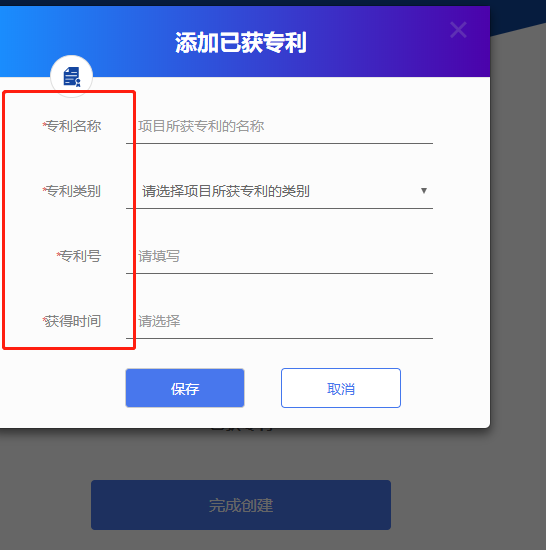 添加已获专利
*专利名称 项目所获专利的名称
*专利类别 请选择项目所获专利的类别
*专利号 请填写
*获得时间 请选择
保存 取消
完成创建